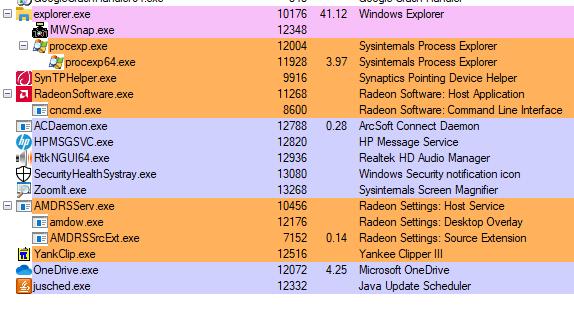 explorer.exe 10176 41.12 Windows Explorer
MWSnap.exe 12348
procexp.exe 12004 Sysinternals Process Explorer
procexp64.exe 11928 3.97 Sysinternals Process Explorer
SynTPHelper.exe 9916 Synaptics Pointing Device Helper
RadeonSoftware.exe 11268 Radeon Software: Host Application
cncmd.exe 8600 Radeon Software: Command Line Interface
ACDaemon.exe 12788 0.28 ArcSoft Connect Daemon
HPMSGSVC.exe 12820 HP Message Service
RtkNGUI64.exe 12936 Realtek HD Audio Manager
SecurityHealthSystray.exe 13080 Windows Security notification icon
ZoomIt.exe 13268 Sysinternals Screen Magnifier
AMDRSServ.exe 10456 Radeon Settings: Host Service
amdow.exe 12176 Radeon Settings: Desktop Overlay
AMDRSSrcExt.exe 7152 0.14 Radeon Settings: Source Extension
YankClip.exe 12516 Yankee Clipper III
OneDrive.exe 12072 4.25 Microsoft OneDrive
jusched.exe 12332 Java Update Scheduler